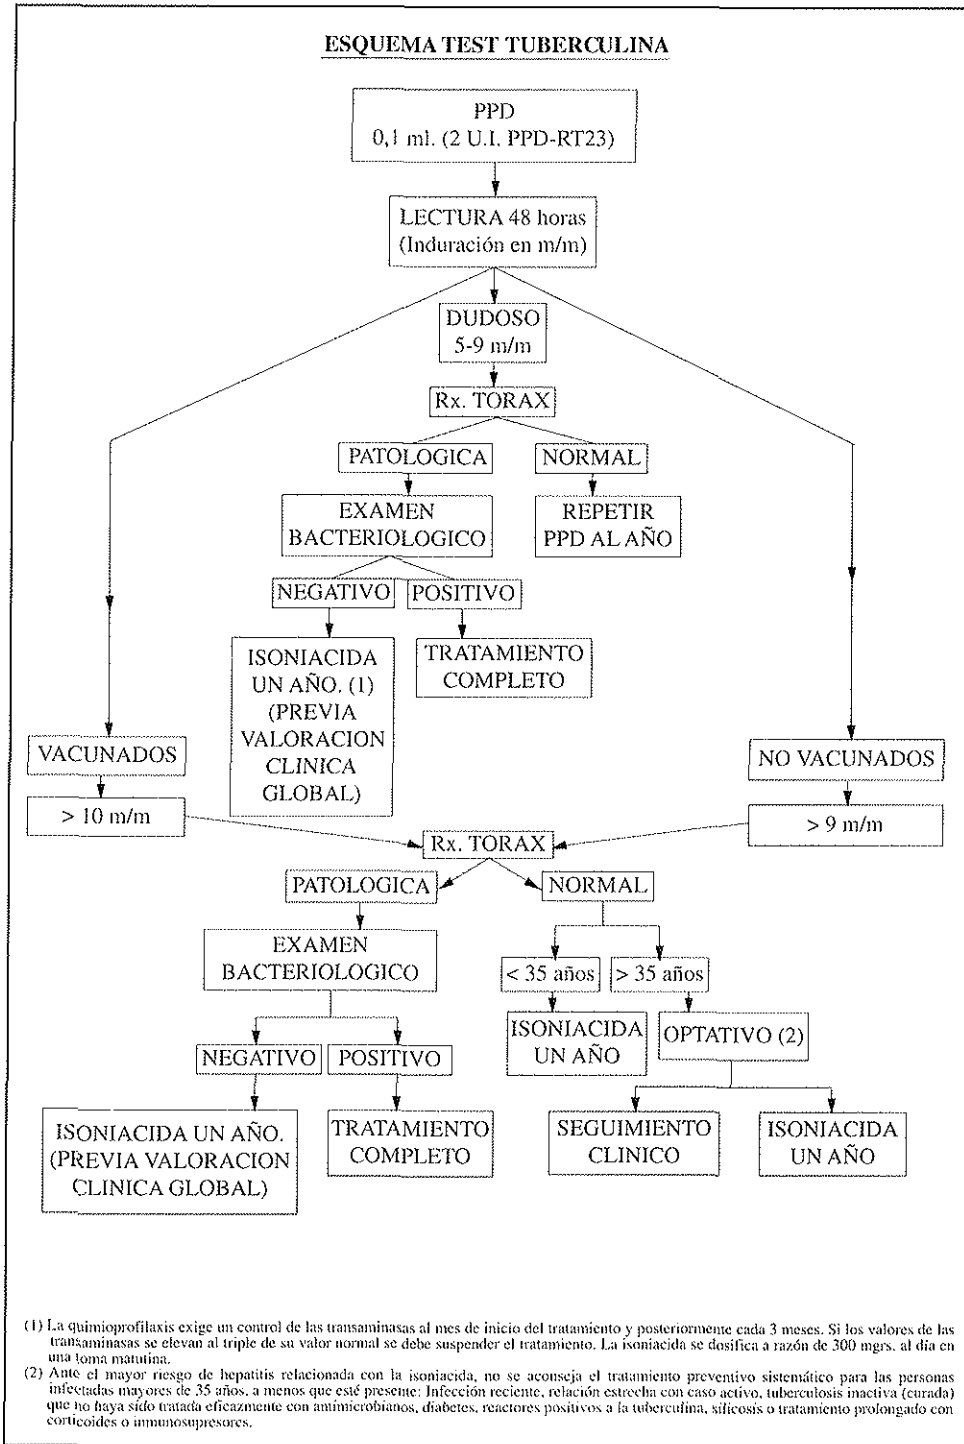 ESQUEMA TEST TUBERCULINA
PPD
0,1 ml. (2 U.I. PPD-RT23)
LECTURA 48 horas
(Induración en m/m)
DUDOSO
5-9 m/m
Rx. TORAX
PATOLOGICA
NORMAL
EXAMEN
BACTERIOLOGICO
REPETIR
PPD AL AÑO
NEGATIVO
POSITIVO
ISONIACIDA
UN AÑO. (1)
(PREVIA
VALORACION
CLINICA
GLOBAL)
TRATAMIENTO
COMPLETO
VACUNADOS
> 10 m/m
NO VACUNADOS
> 9 m/m
Rx. TORAX
PATOLOGICA
NORMAL
EXAMEN
BACTERIOLOGICO
< 35 años
> 35 años
ISONIACIDA
UN AÑO
OPTATIVO (2)
NEGATIVO
POSITIVO
ISONIACIDA UN AÑO.
(PREVIA VALORACION
CLINICA GLOBAL)
TRATAMIENTO
COMPLETO
SEGUIMIENTO
CLINICO
ISONIACIDA
UN AÑO
(1) La quimioprofilaxis exige un control de las transaminasas al mes de inicio del tratamiento y posteriormente cada 3 meses. Si los valores de las
transaminasas se elevan al triple de su valor normal se debe suspender el tratamiento. La isoniacida se dosifica a razón de 300 mgrs. al día en
una toma matutina.
(2) Ante el mayor riesgo de hepatitis relacionada con la isoniacida, no se aconseja el tratamiento preventivo sistemático para las personas
infectadas mayores de 35 años, a menos que esté presente: Infección reciente, relación estrecha con caso activo, tuberculosis inactiva (curada)
que no haya sido tratada eficazmente con antimicrobianos, diabetes, reactores positivos a la tuberculina, silicosis o tratamiento prolongado con
corticoides o inmunosupresores.